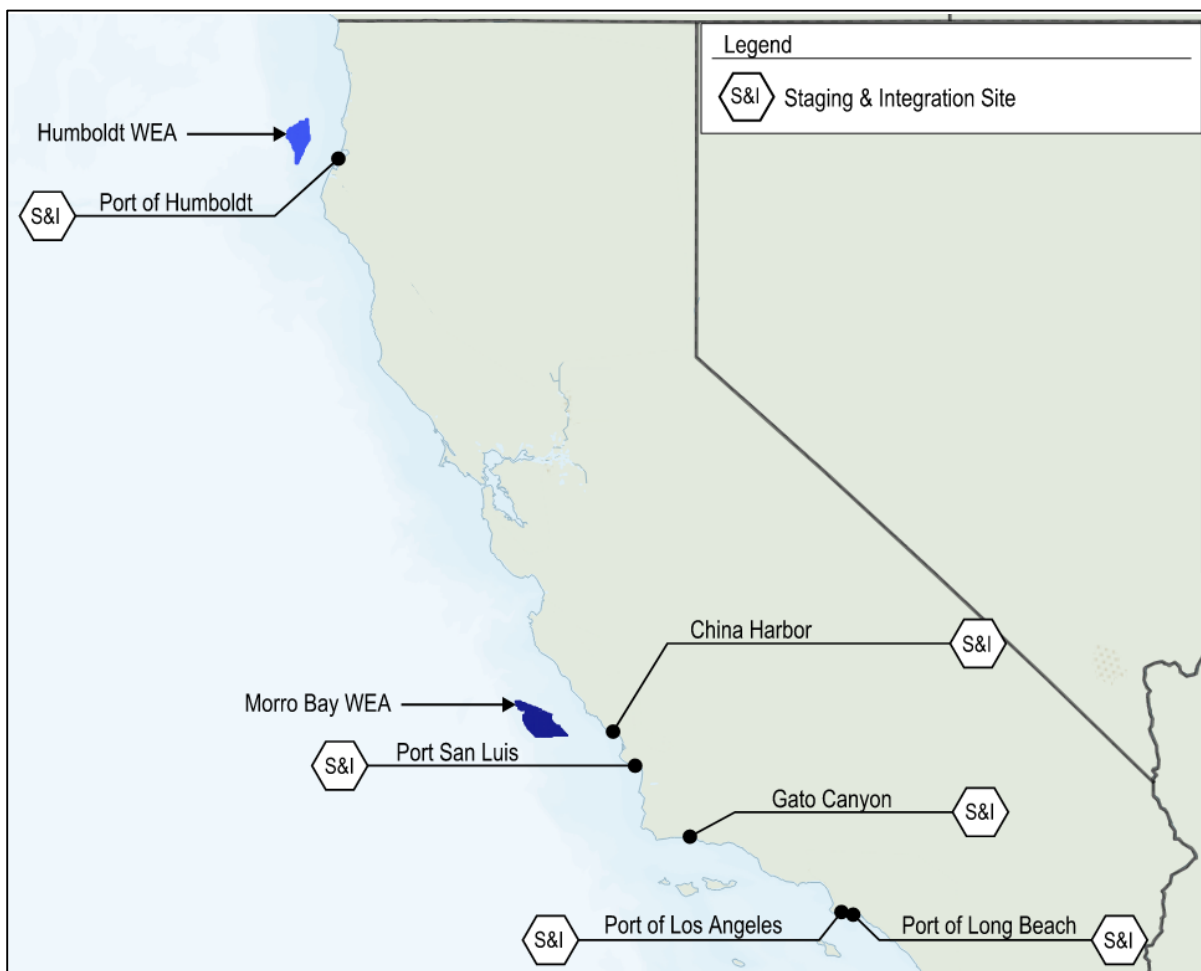 Legend
S&I Staging & Integration Site
Humboldt WEA
Port of Humboldt
S&I
China Harbor
S&I
Morro Bay WEA
Port San Luis
S&I
Gato Canyon
S&I
Port of Los Angeles
S&I
Port of Long Beach
S&I